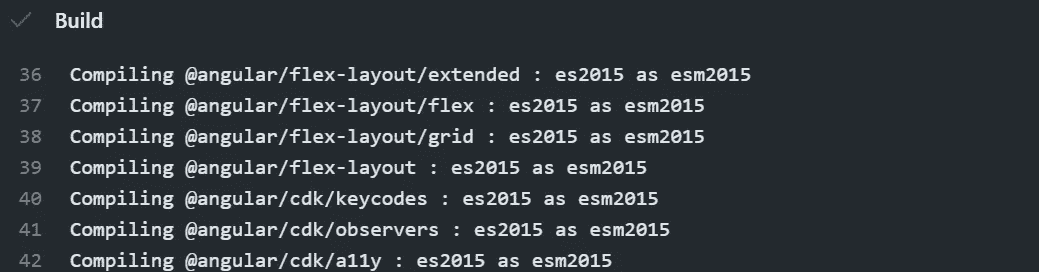 Build
36 Compiling @angular/flex-layout/extended : es2015 as esm2015
37 Compiling @angular/flex-layout/flex : es2015 as esm2015
38 Compiling @angular/flex-layout/grid : es2015 as esm2015
39 Compiling @angular/flex-layout : es2015 as esm2015
40 Compiling @angular/cdk/keycodes : es2015 as esm2015
41 Compiling @angular/cdk/observers : es2015 as esm2015
42 Compiling @angular/cdk/a11y : es2015 as esm2015